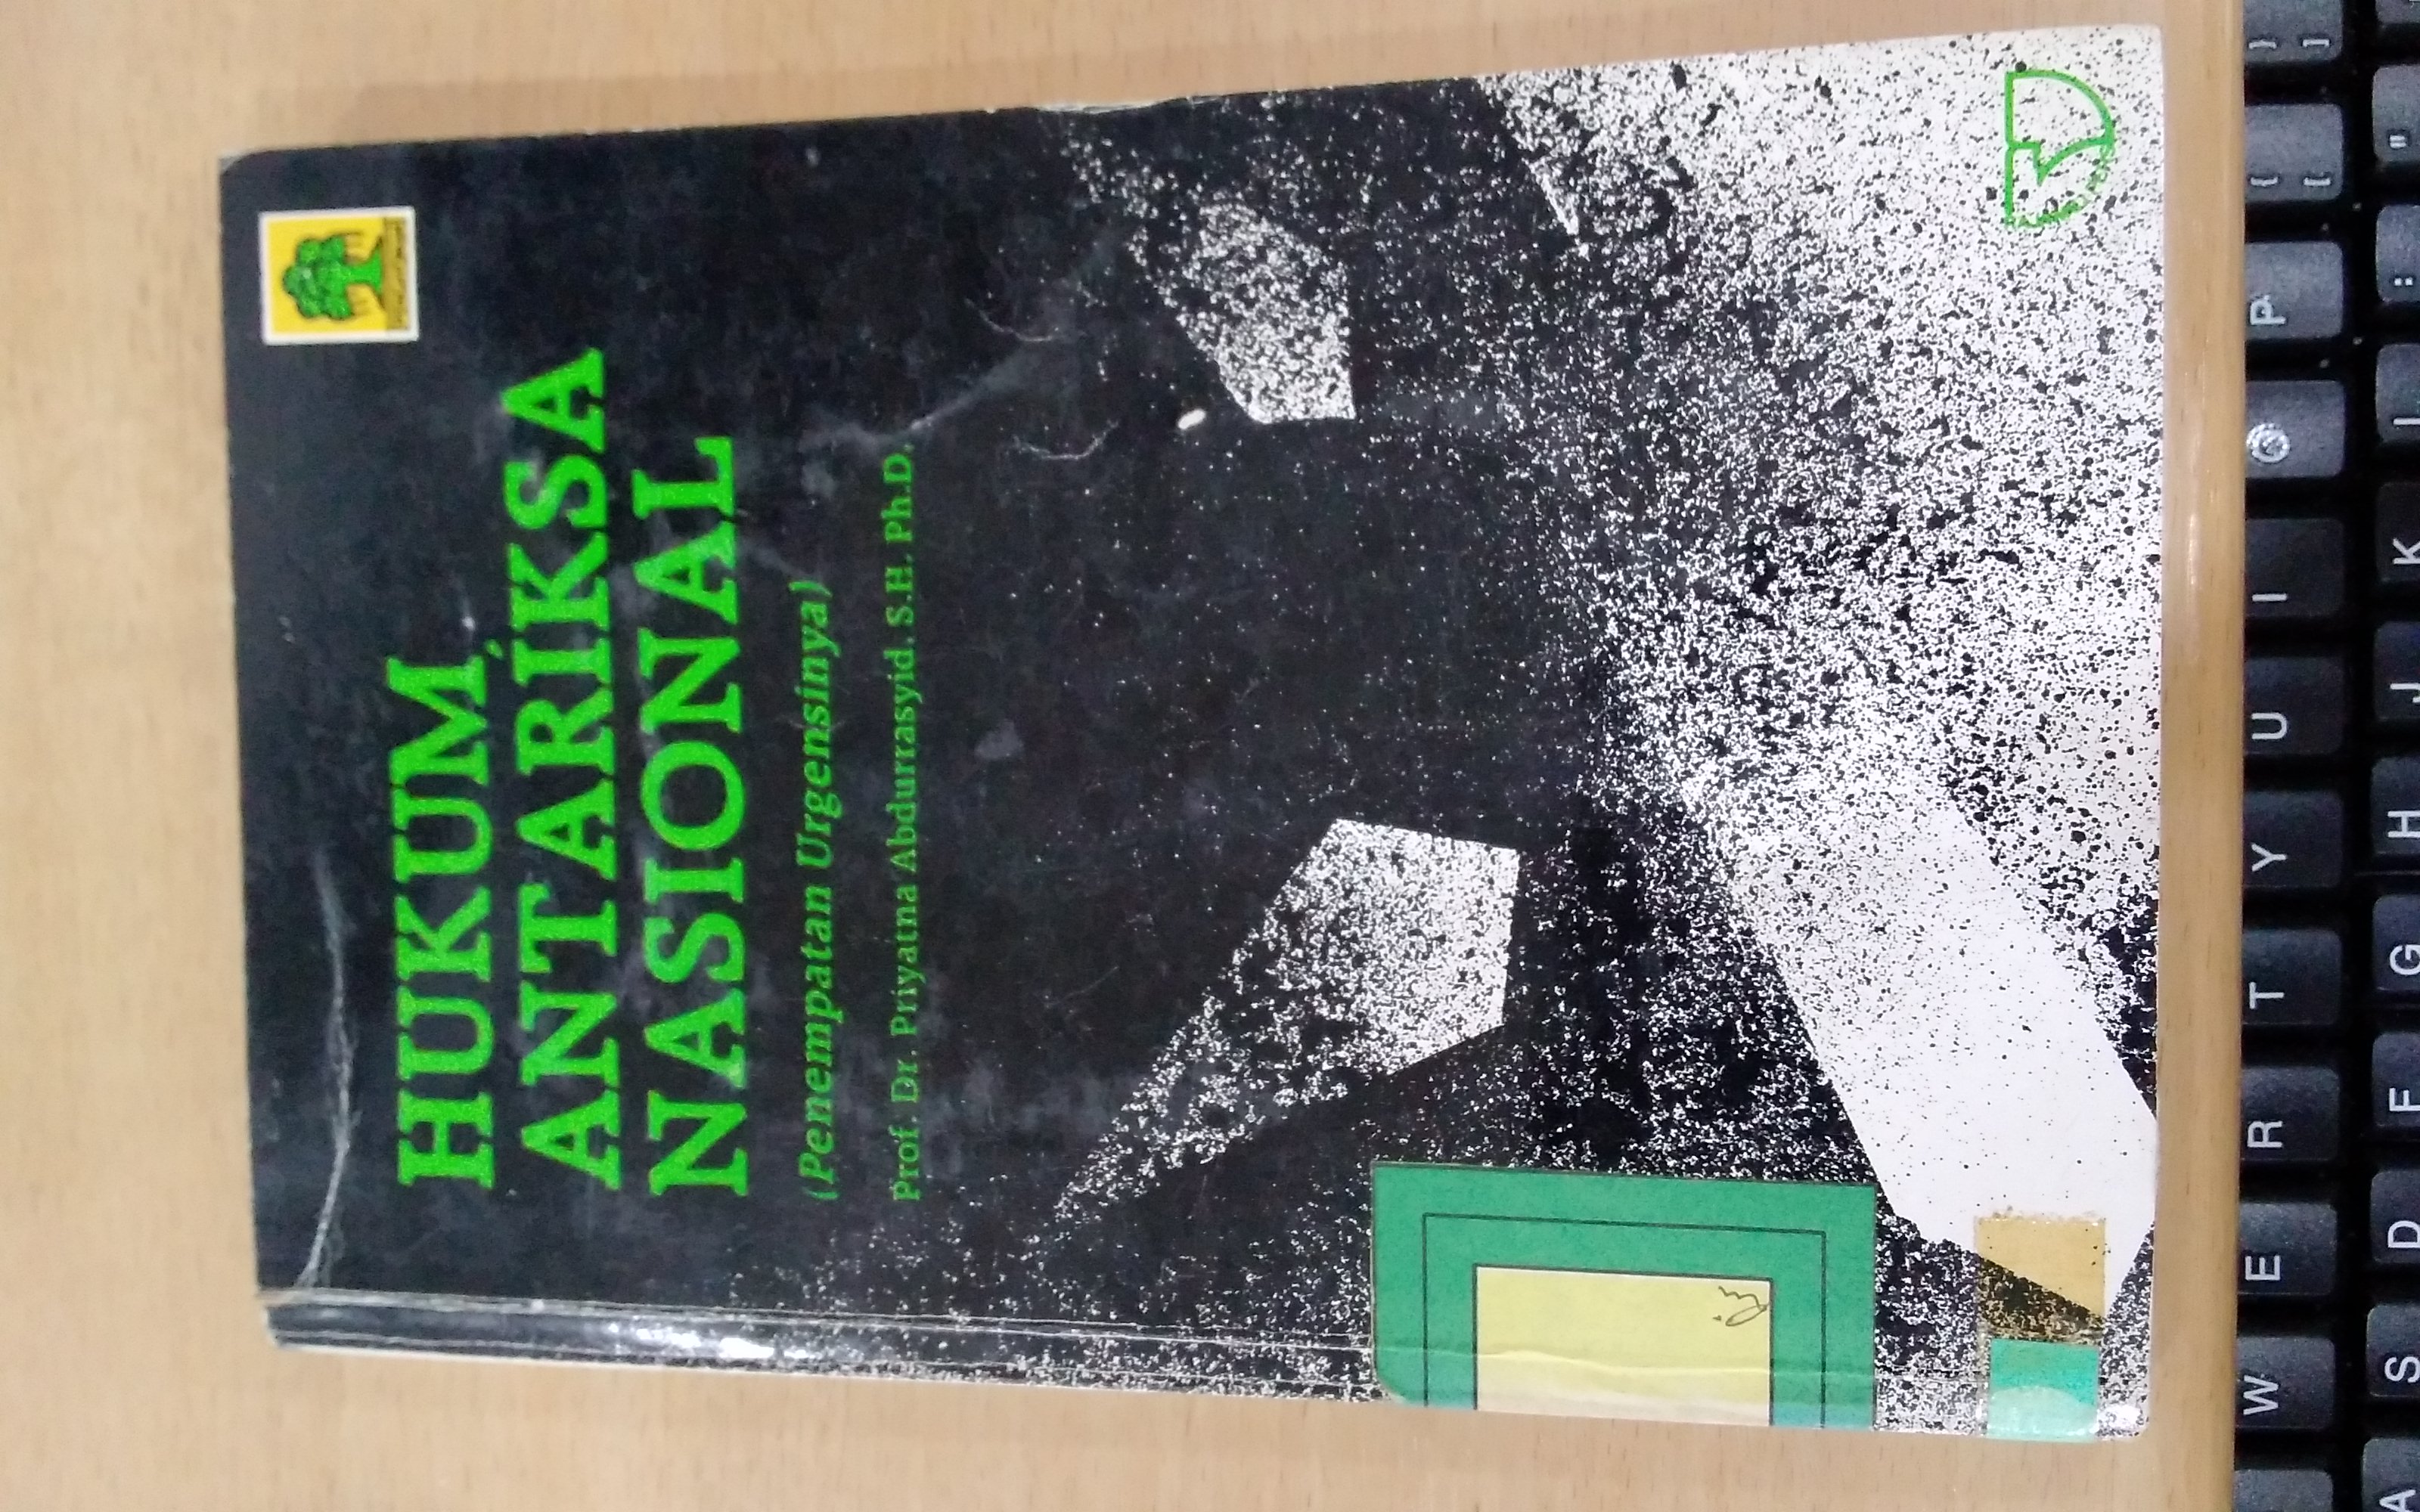 HUKUM
ANTARIKSA
NASIONAL
(Penempatan Urgensinya)
Prof. Dr. Priyatna Abdurrasyid. S.H. Ph.D.
W E R T Y U I O P { [ } ]
A S D F G H J K L : ; "